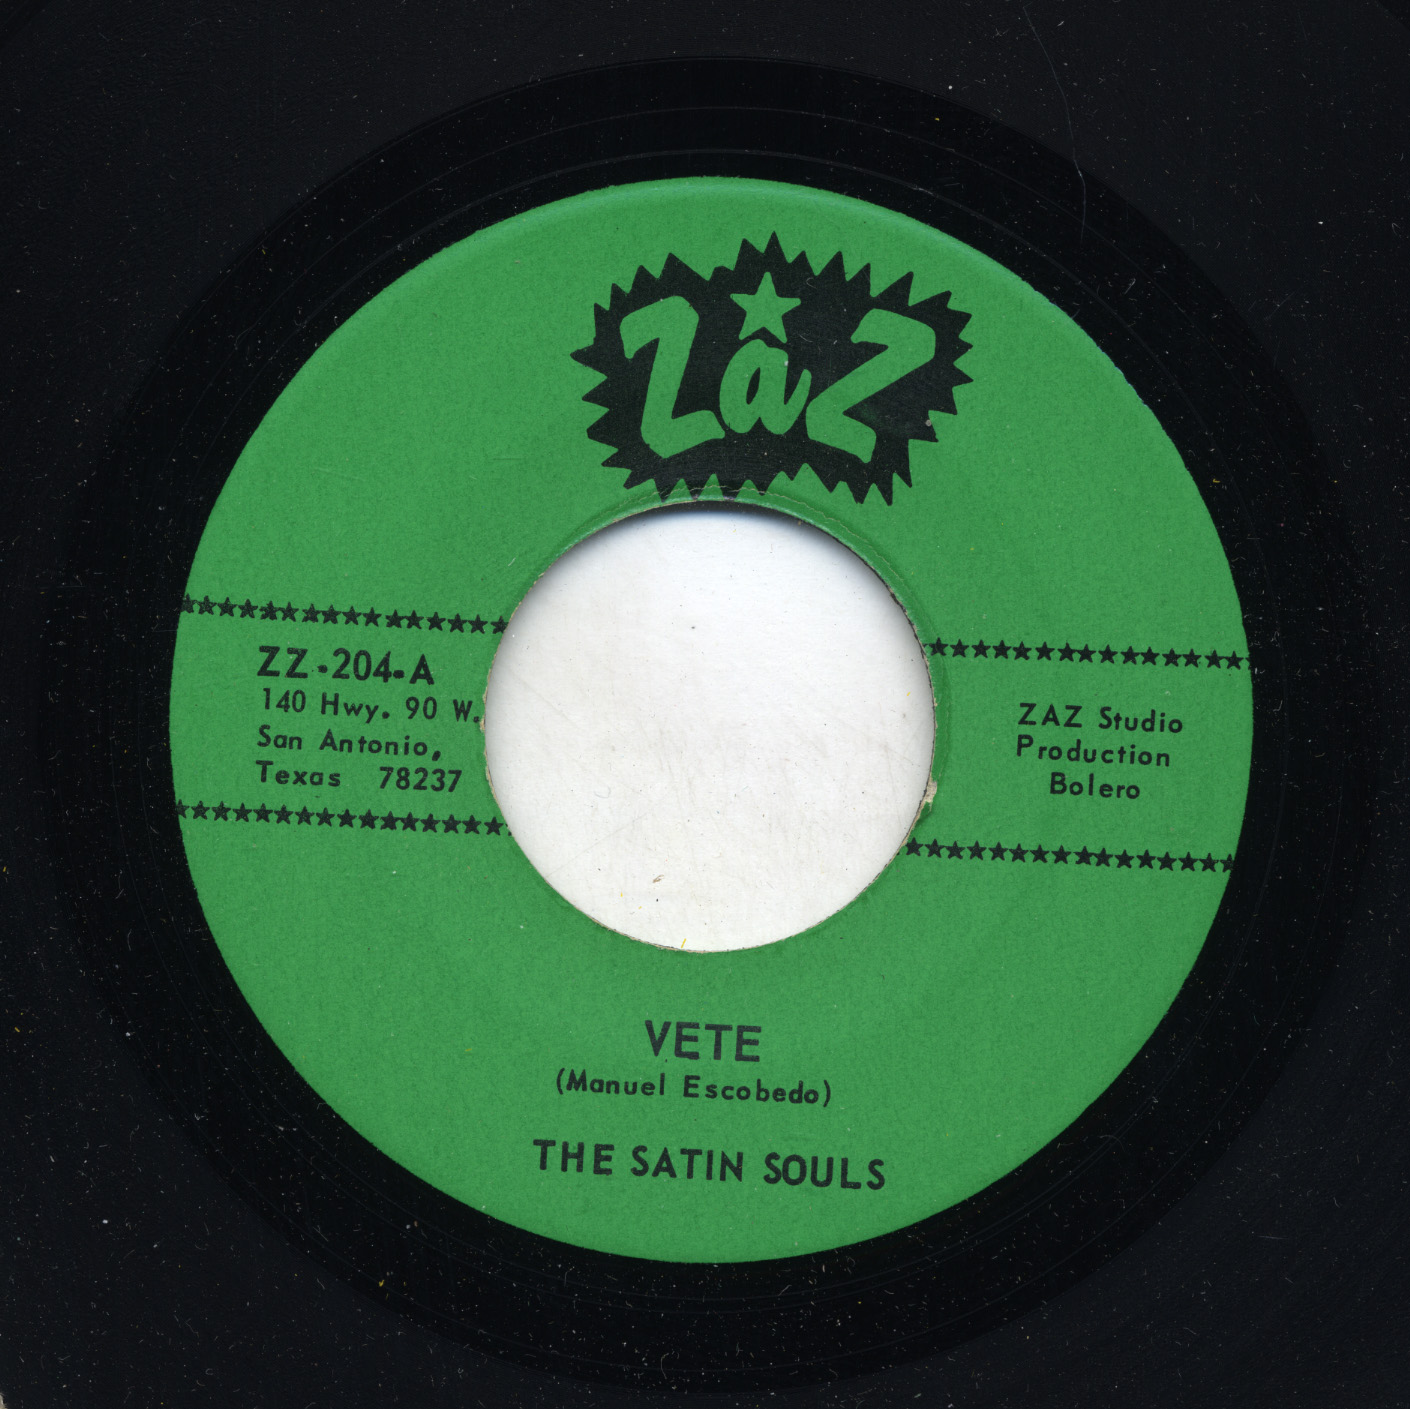 ZaZ
ZZ-204-A
140 Hwy. 90 W.
San Antonio,
Texas 78237
ZAZ Studio
Production
Bolero
VETE
(Manuel Escobedo)
THE SATIN SOULS